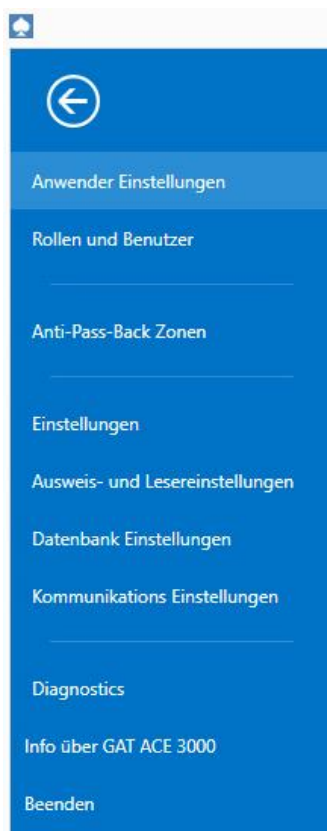 Anwender Einstellungen
Rollen und Benutzer
Anti-Pass-Back Zonen
Einstellungen
Ausweis- und Lesereinstellungen
Datenbank Einstellungen
Kommunikations Einstellungen
Diagnostics
Info über GAT ACE 3000
Beenden